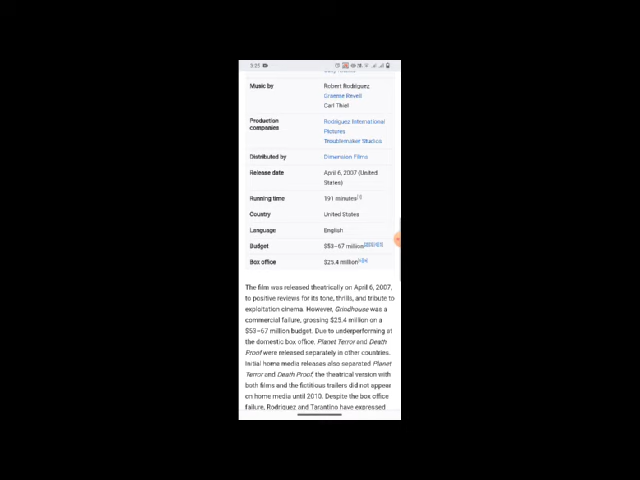 3:25
Music by Robert Rodriguez
Graeme Revell
Carl Thiel
Production companies Rodriguez International Pictures
Troublemaker Studios
Distributed by Dimension Films
Release date April 6, 2007 (United States)
Running time 191 minutes[1]
Country United States
Language English
Budget $53–67 million
Box office $25.4 million
The film was released theatrically on April 6, 2007,
to positive reviews for its tone, thrills, and tribute to
exploitation cinema. However, Grindhouse was a
commercial failure, grossing $25.4 million on a
$53–67 million budget. Due to underperforming at
the domestic box office, Planet Terror and Death
Proof were released separately in other countries.
Initial home media releases also separated Planet
Terror and Death Proof; the theatrical version with
both films and the fictitious trailers did not appear
on home media until 2010. Despite the box office
failure, Rodriguez and Tarantino have expressed